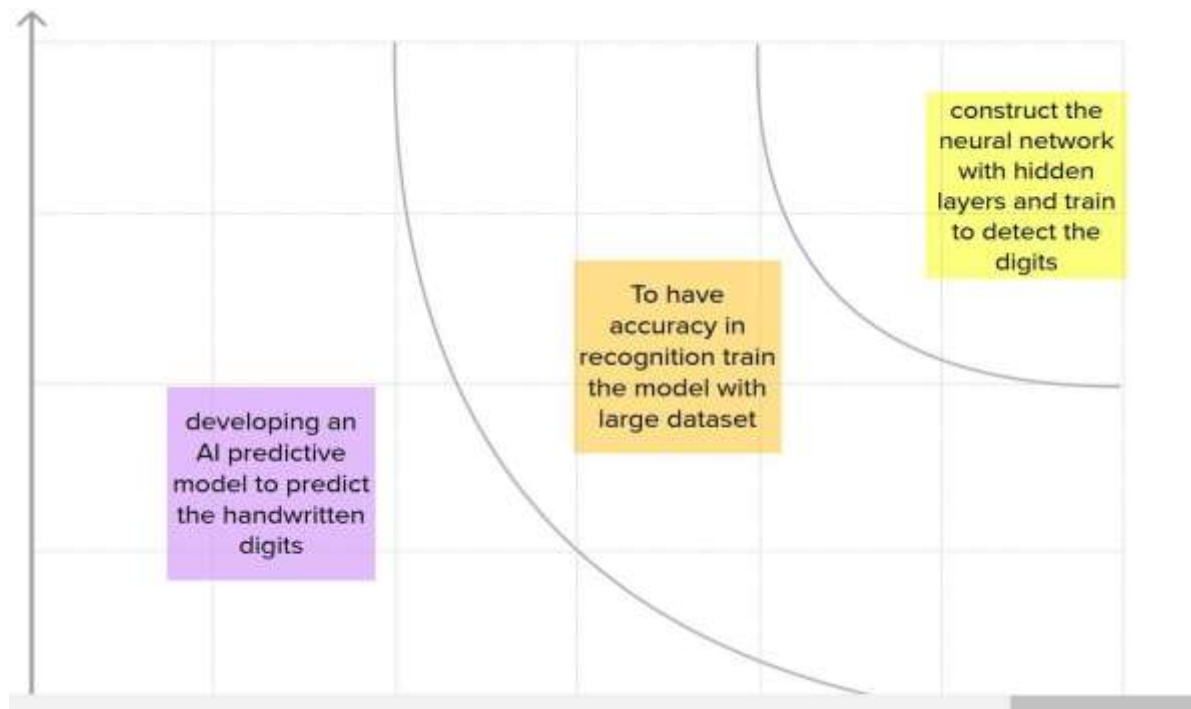 construct the
neural network
with hidden
layers and train
to detect the
digits
To have
accuracy in
recognition train
the model with
large dataset
developing an
AI predictive
model to predict
the handwritten
digits